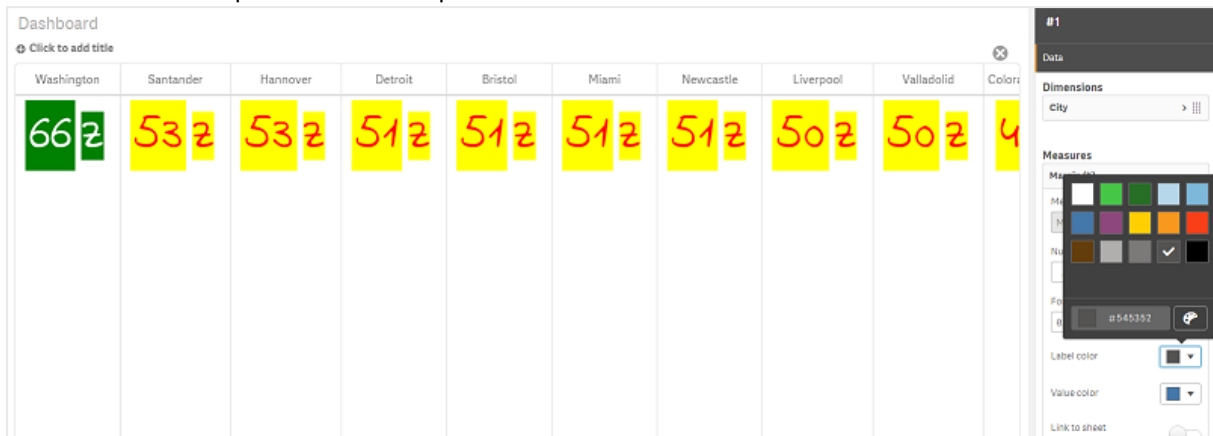 Dashboard
Click to add title
Washington Santander Hannover Detroit Bristol Miami Newcastle Liverpool Valladolid
66 z 53 z 53 z 51 z 51 z 51 z 51 z 50 z 50 z
#1
Data
Dimensions
City
Measures
#545352
Label color
Value color
Link to sheet